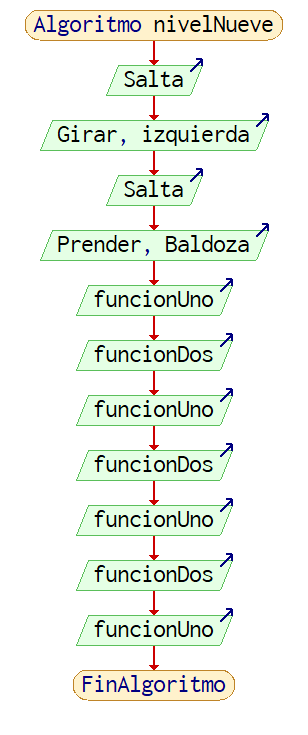 Algoritmo nivelNueve
Salta
Girar, izquierda
Salta
Prender, Baldoza
funcionUno
funcionDos
funcionUno
funcionDos
funcionUno
funcionDos
funcionUno
FinAlgoritmo